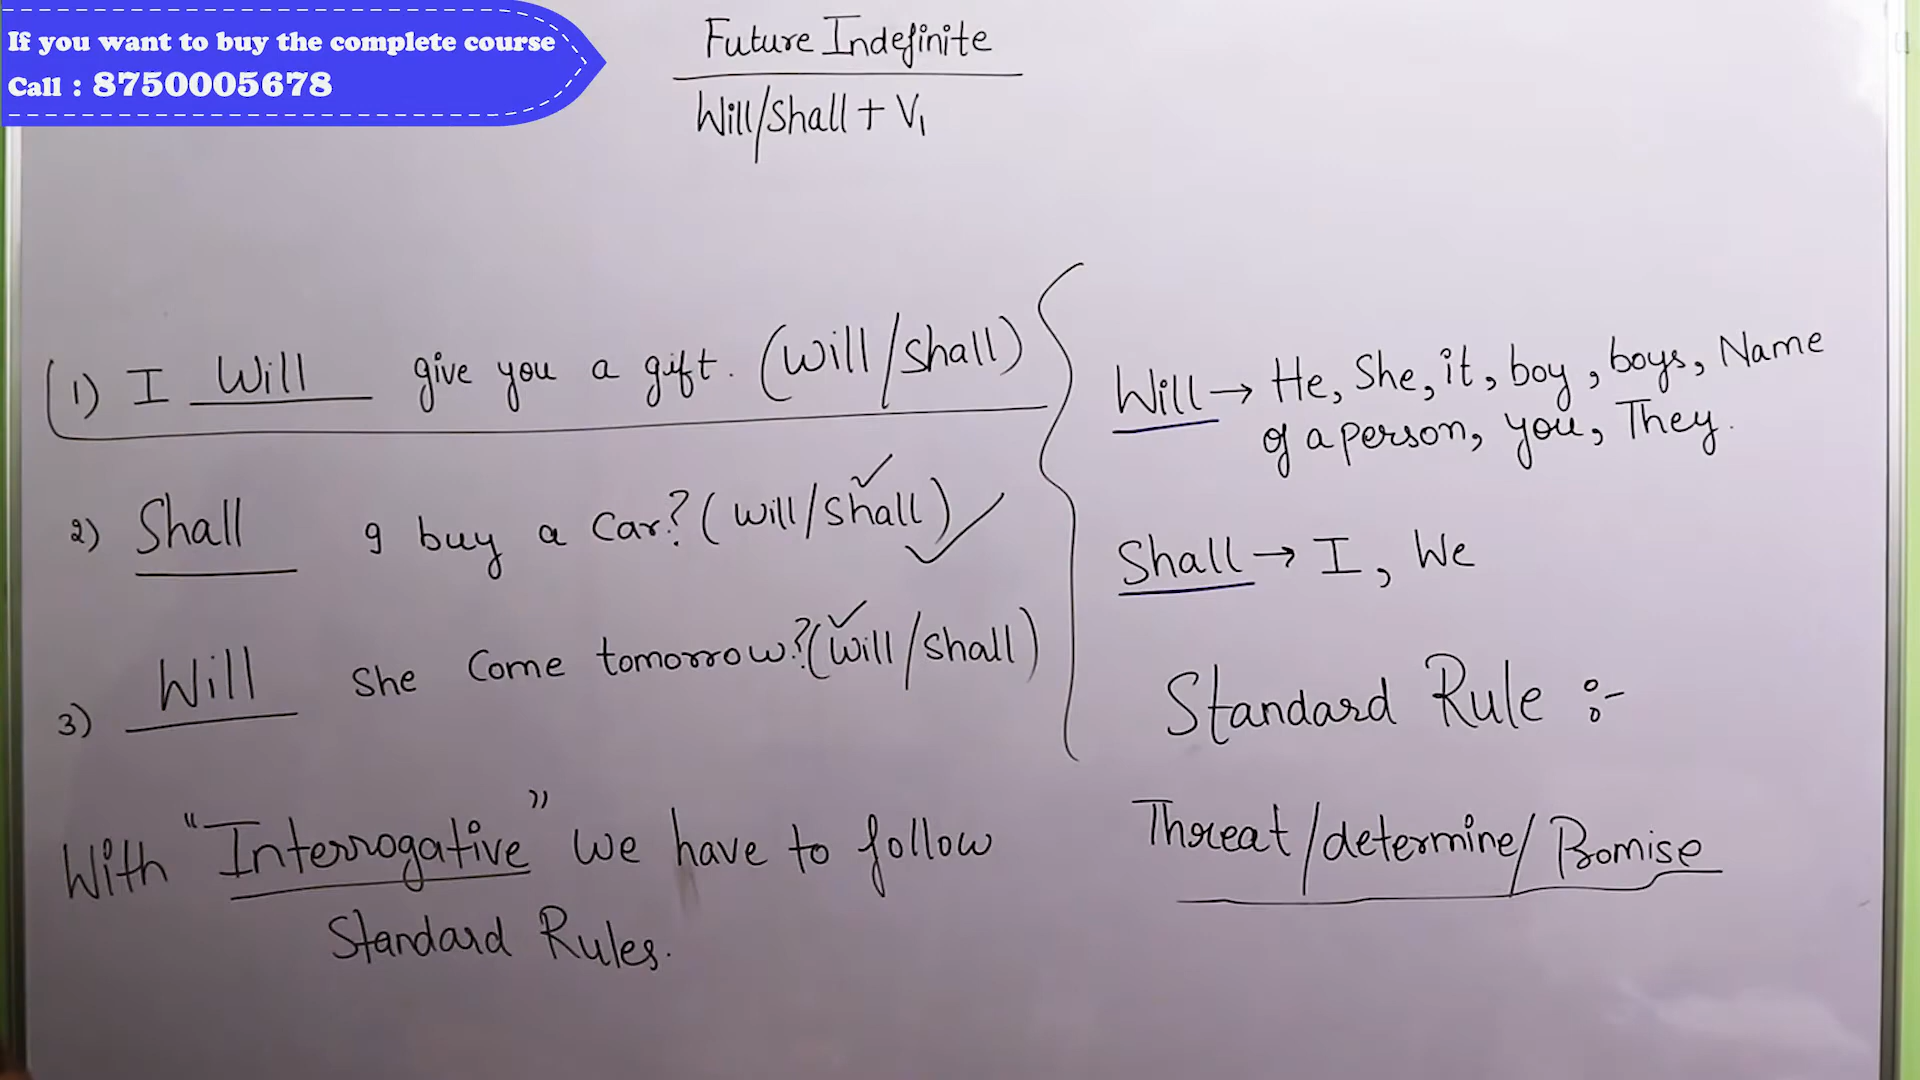 If you want to buy the complete course
Call : 8750005678
Future Indefinite
Will/Shall + V₁
1) I Will give you a gift. (Will/Shall)
2) Shall I buy a Car? (Will/Shall)
3) Will She Come tomorrow? (Will/Shall)
With "Interrogative" We have to follow
Standard Rules.
Will → He, She, it, boy, boys, Name
of a person, you, They.
Shall → I, We
Standard Rule :-
Threat/determine/Promise